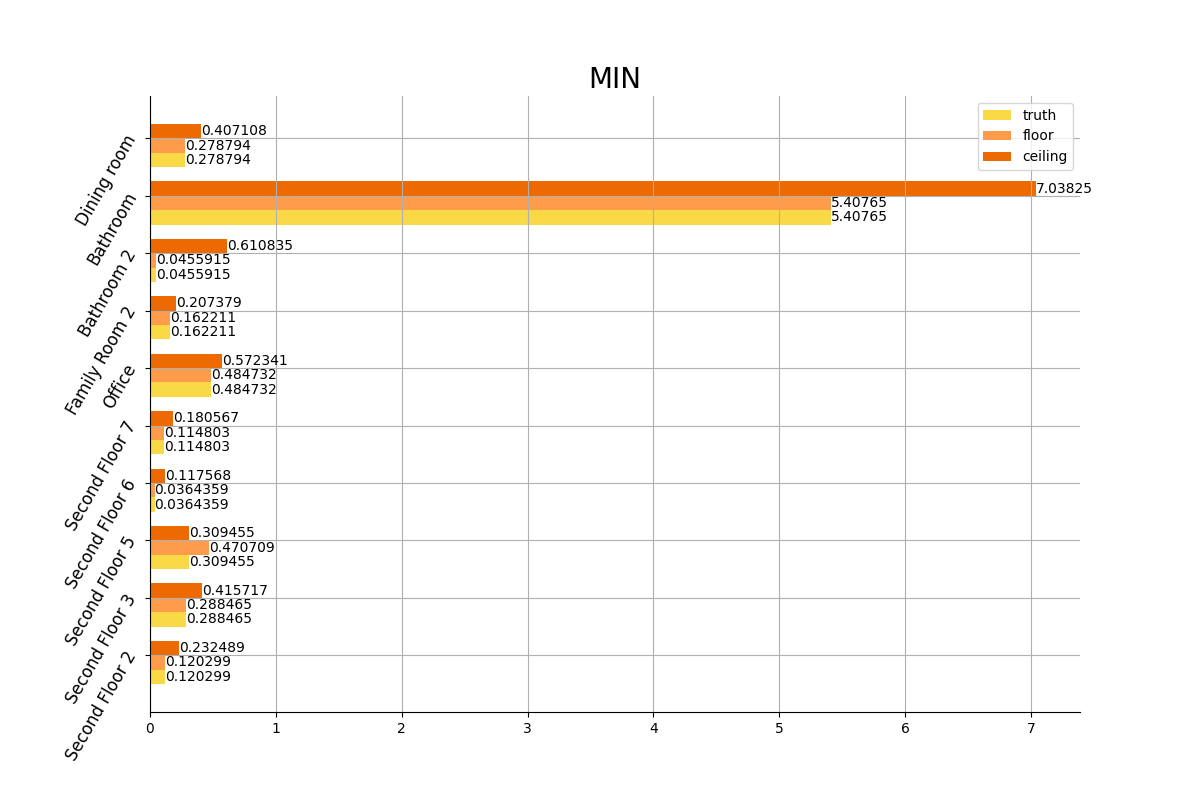 MIN
truth
floor
ceiling
Dining room
0.407108
0.278794
0.278794
Bathroom
7.03825
5.40765
5.40765
Bathroom 2
0.610835
0.0455915
0.0455915
Family Room 2
0.207379
0.162211
0.162211
Office
0.572341
0.484732
0.484732
Second Floor 7
0.180567
0.114803
0.114803
Second Floor 6
0.117568
0.0364359
0.0364359
Second Floor 5
0.309455
0.470709
0.309455
Second Floor 3
0.415717
0.288465
0.288465
Second Floor 2
0.232489
0.120299
0.120299
0 1 2 3 4 5 6 7